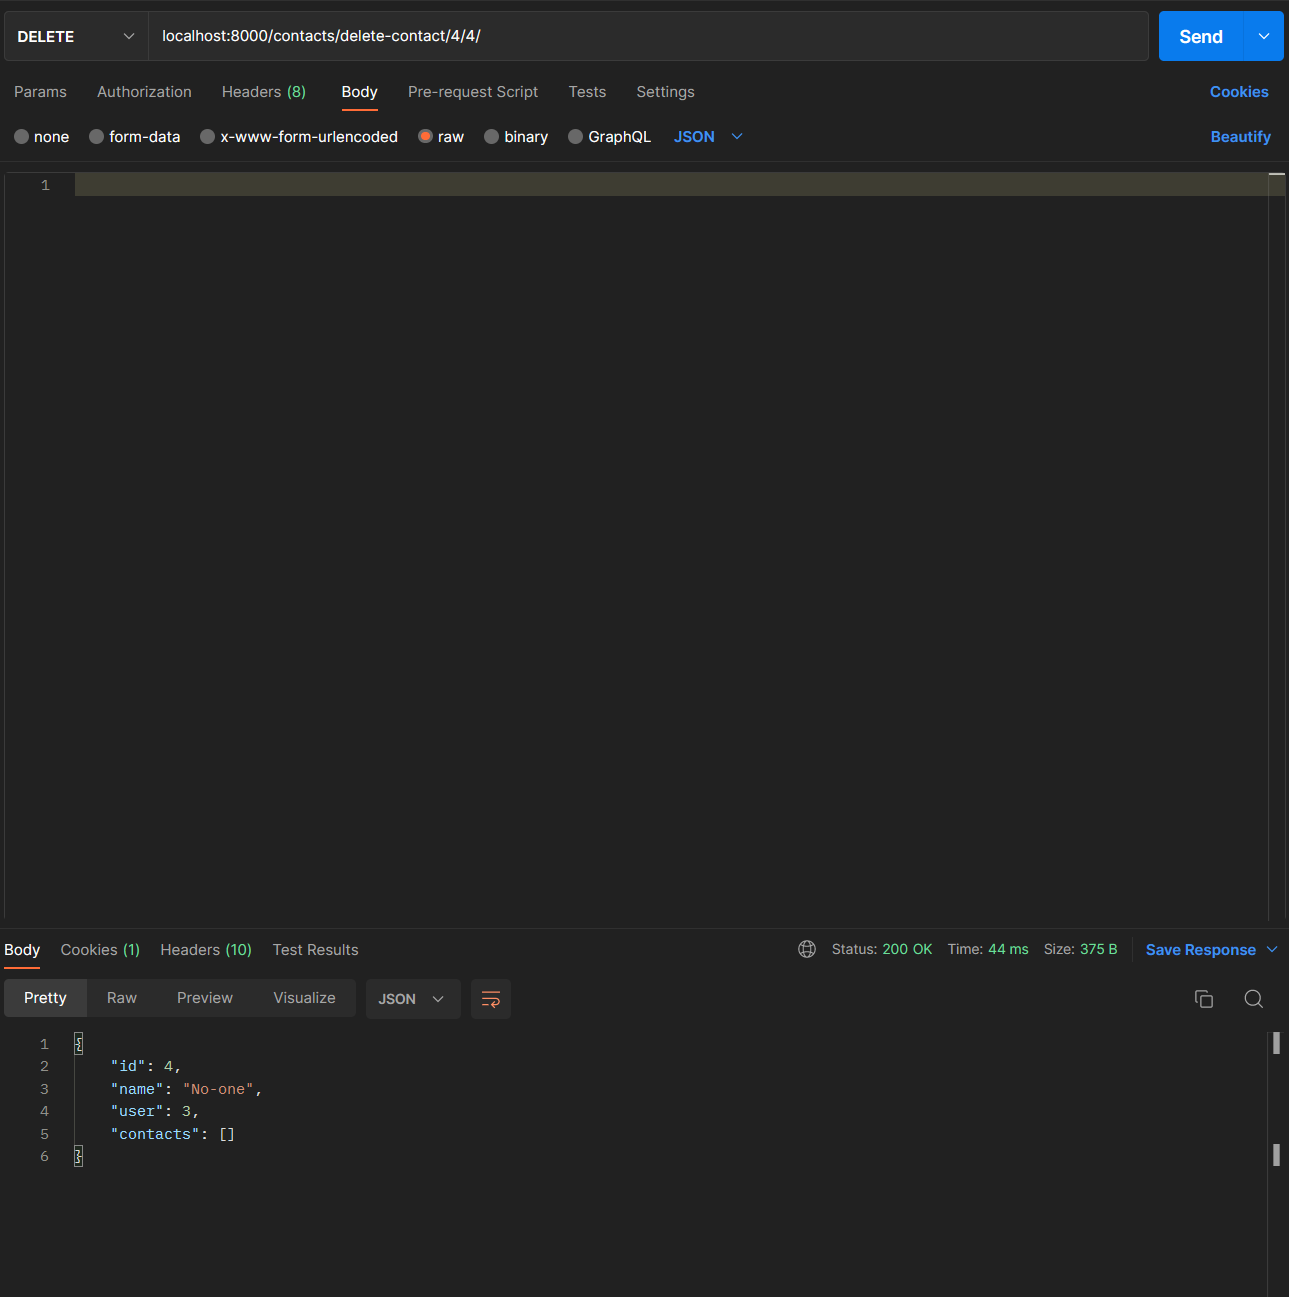 DELETE localhost:8000/contacts/delete-contact/4/4/ Send
Params Authorization Headers (8) Body Pre-request Script Tests Settings Cookies
none form-data x-www-form-urlencoded raw binary GraphQL JSON Beautify
1
Body Cookies (1) Headers (10) Test Results Status: 200 OK Time: 44 ms Size: 375 B Save Response
Pretty Raw Preview Visualize JSON
1 {
2 "id": 4,
3 "name": "No-one",
4 "user": 3,
5 "contacts": []
6 }